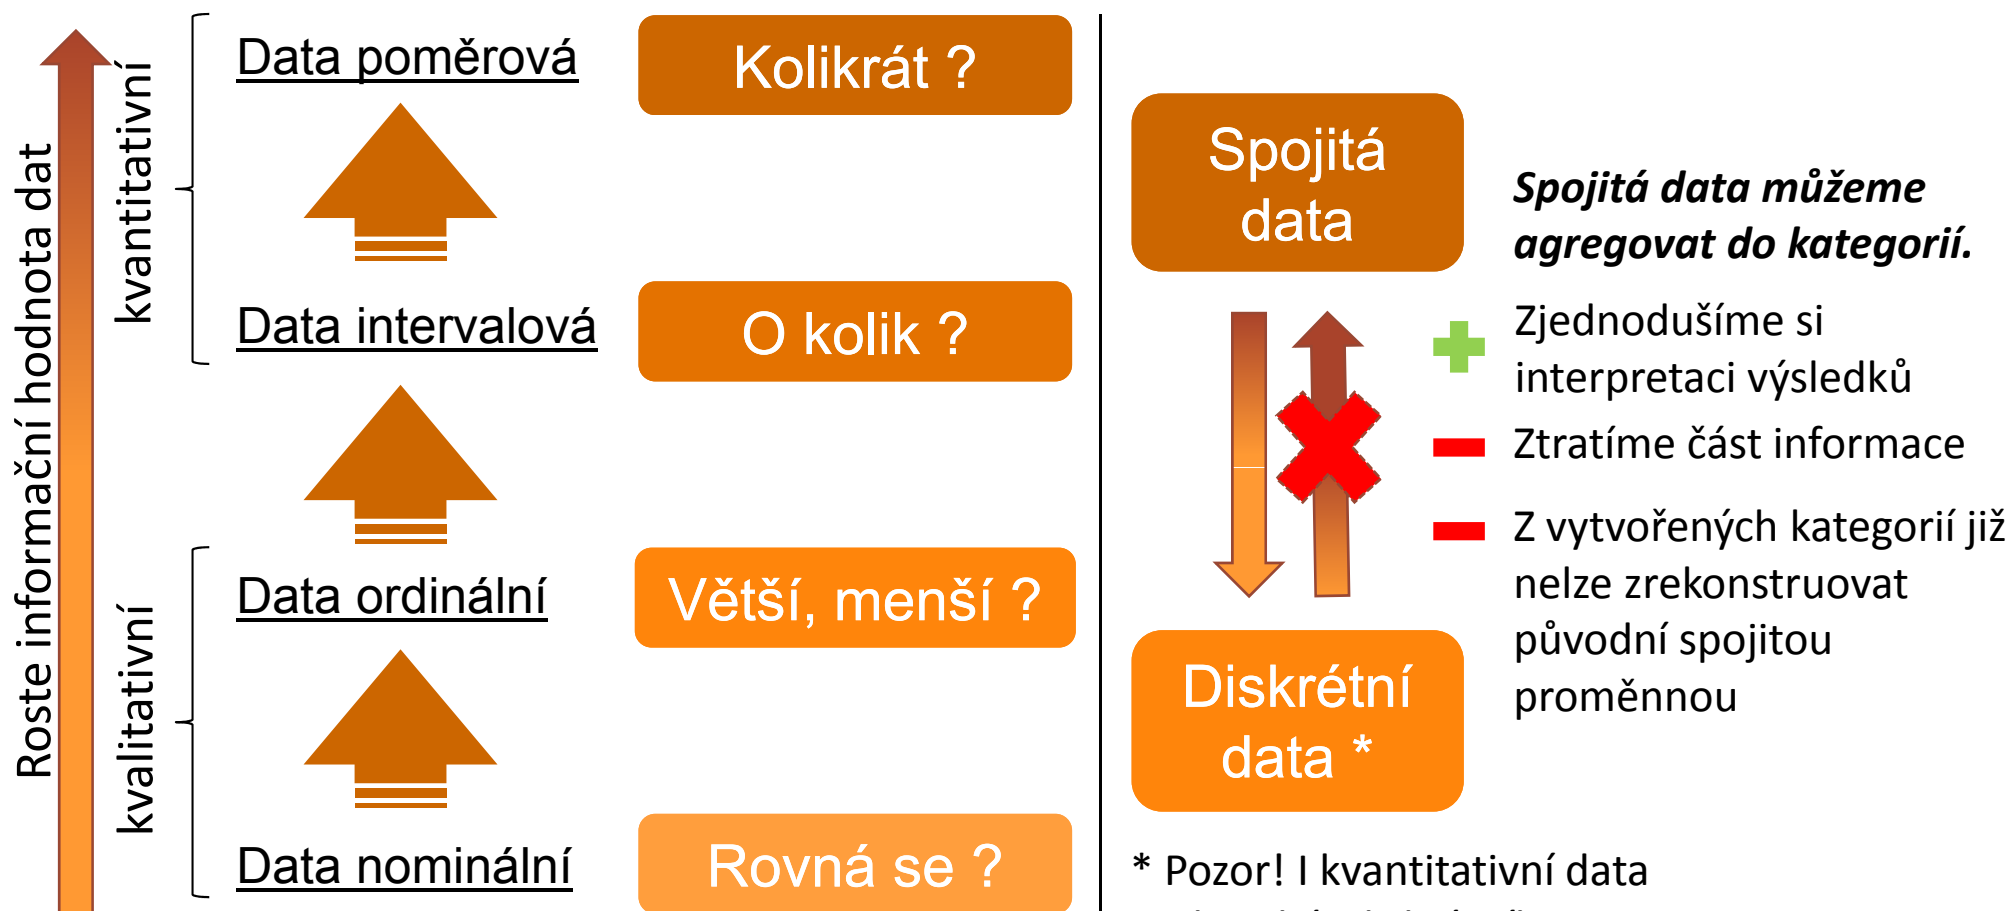 Roste informační hodnota dat
kvantitativní
kvalitativní
Data poměrová
Kolikrát ?
Data intervalová
O kolik ?
Data ordinální
Větší, menší ?
Data nominální
Rovná se ?
Spojitá
data
Spojitá data můžeme
agregovat do kategorií.
Zjednodušíme si
interpretaci výsledků
Ztratíme část informace
Z vytvořených kategorií již
nelze zrekonstruovat
původní spojitou
proměnnou
Diskrétní
data *
* Pozor! I kvantitativní data